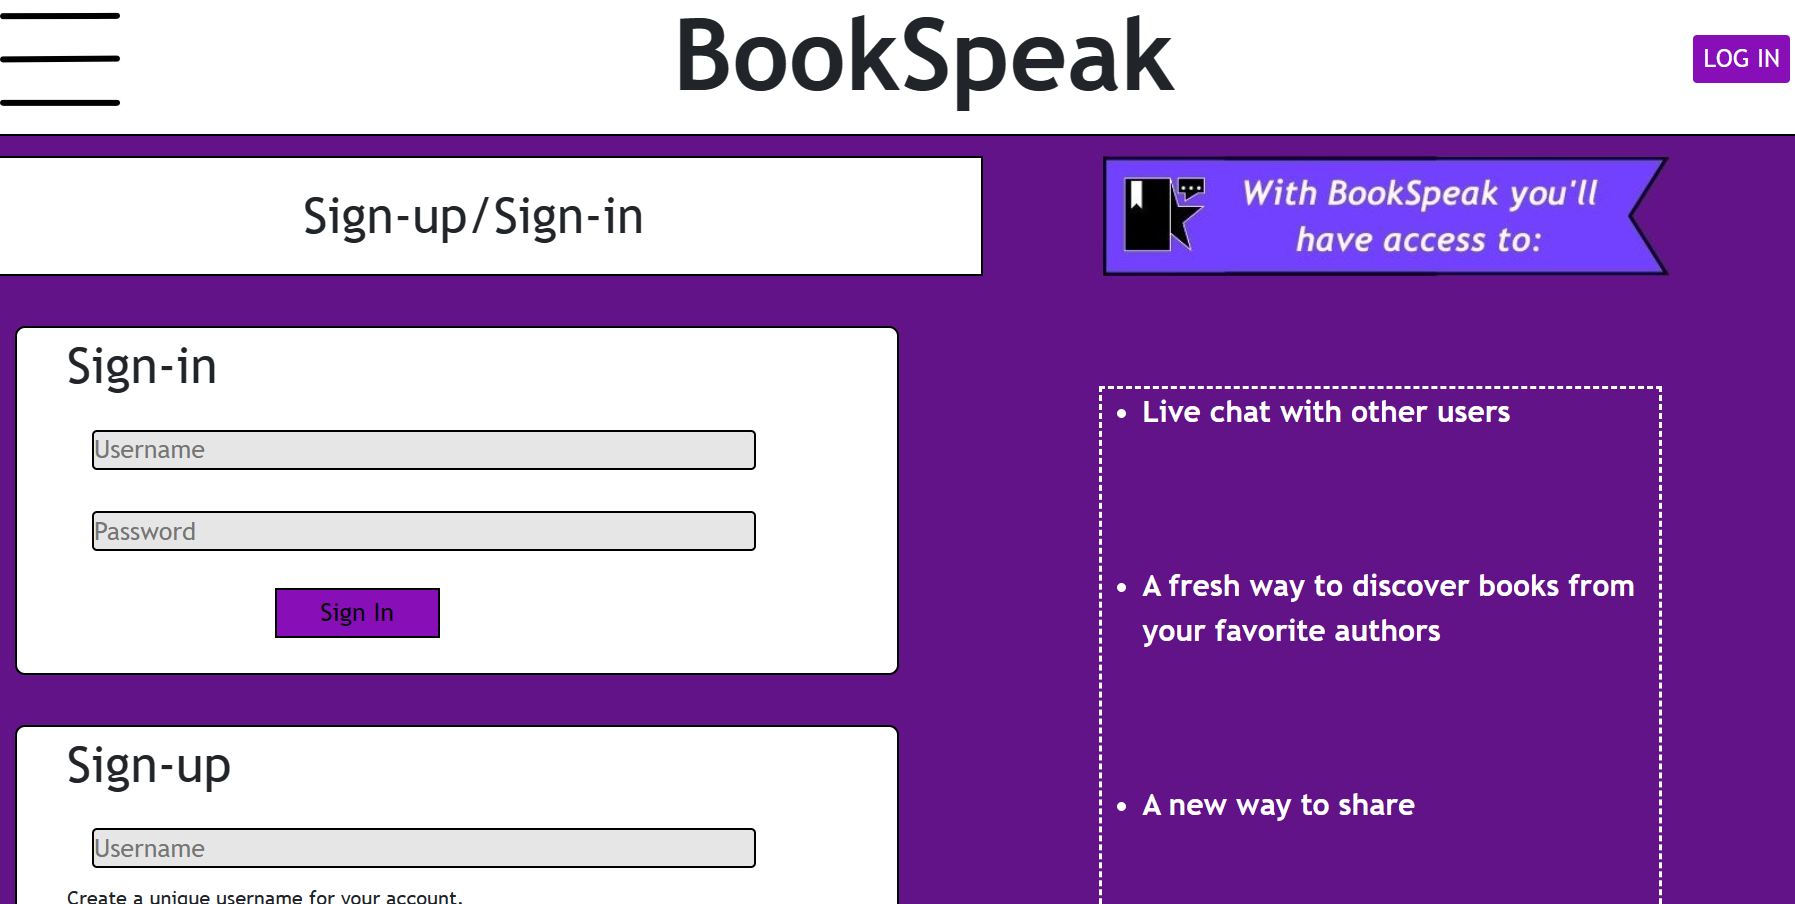 BookSpeak
LOG IN
Sign-up/Sign-in
With BookSpeak you'll
have access to:
Sign-in
Username
Password
Sign In
Sign-up
Username
Create a unique username for your account.
Live chat with other users
A fresh way to discover books from
your favorite authors
A new way to share